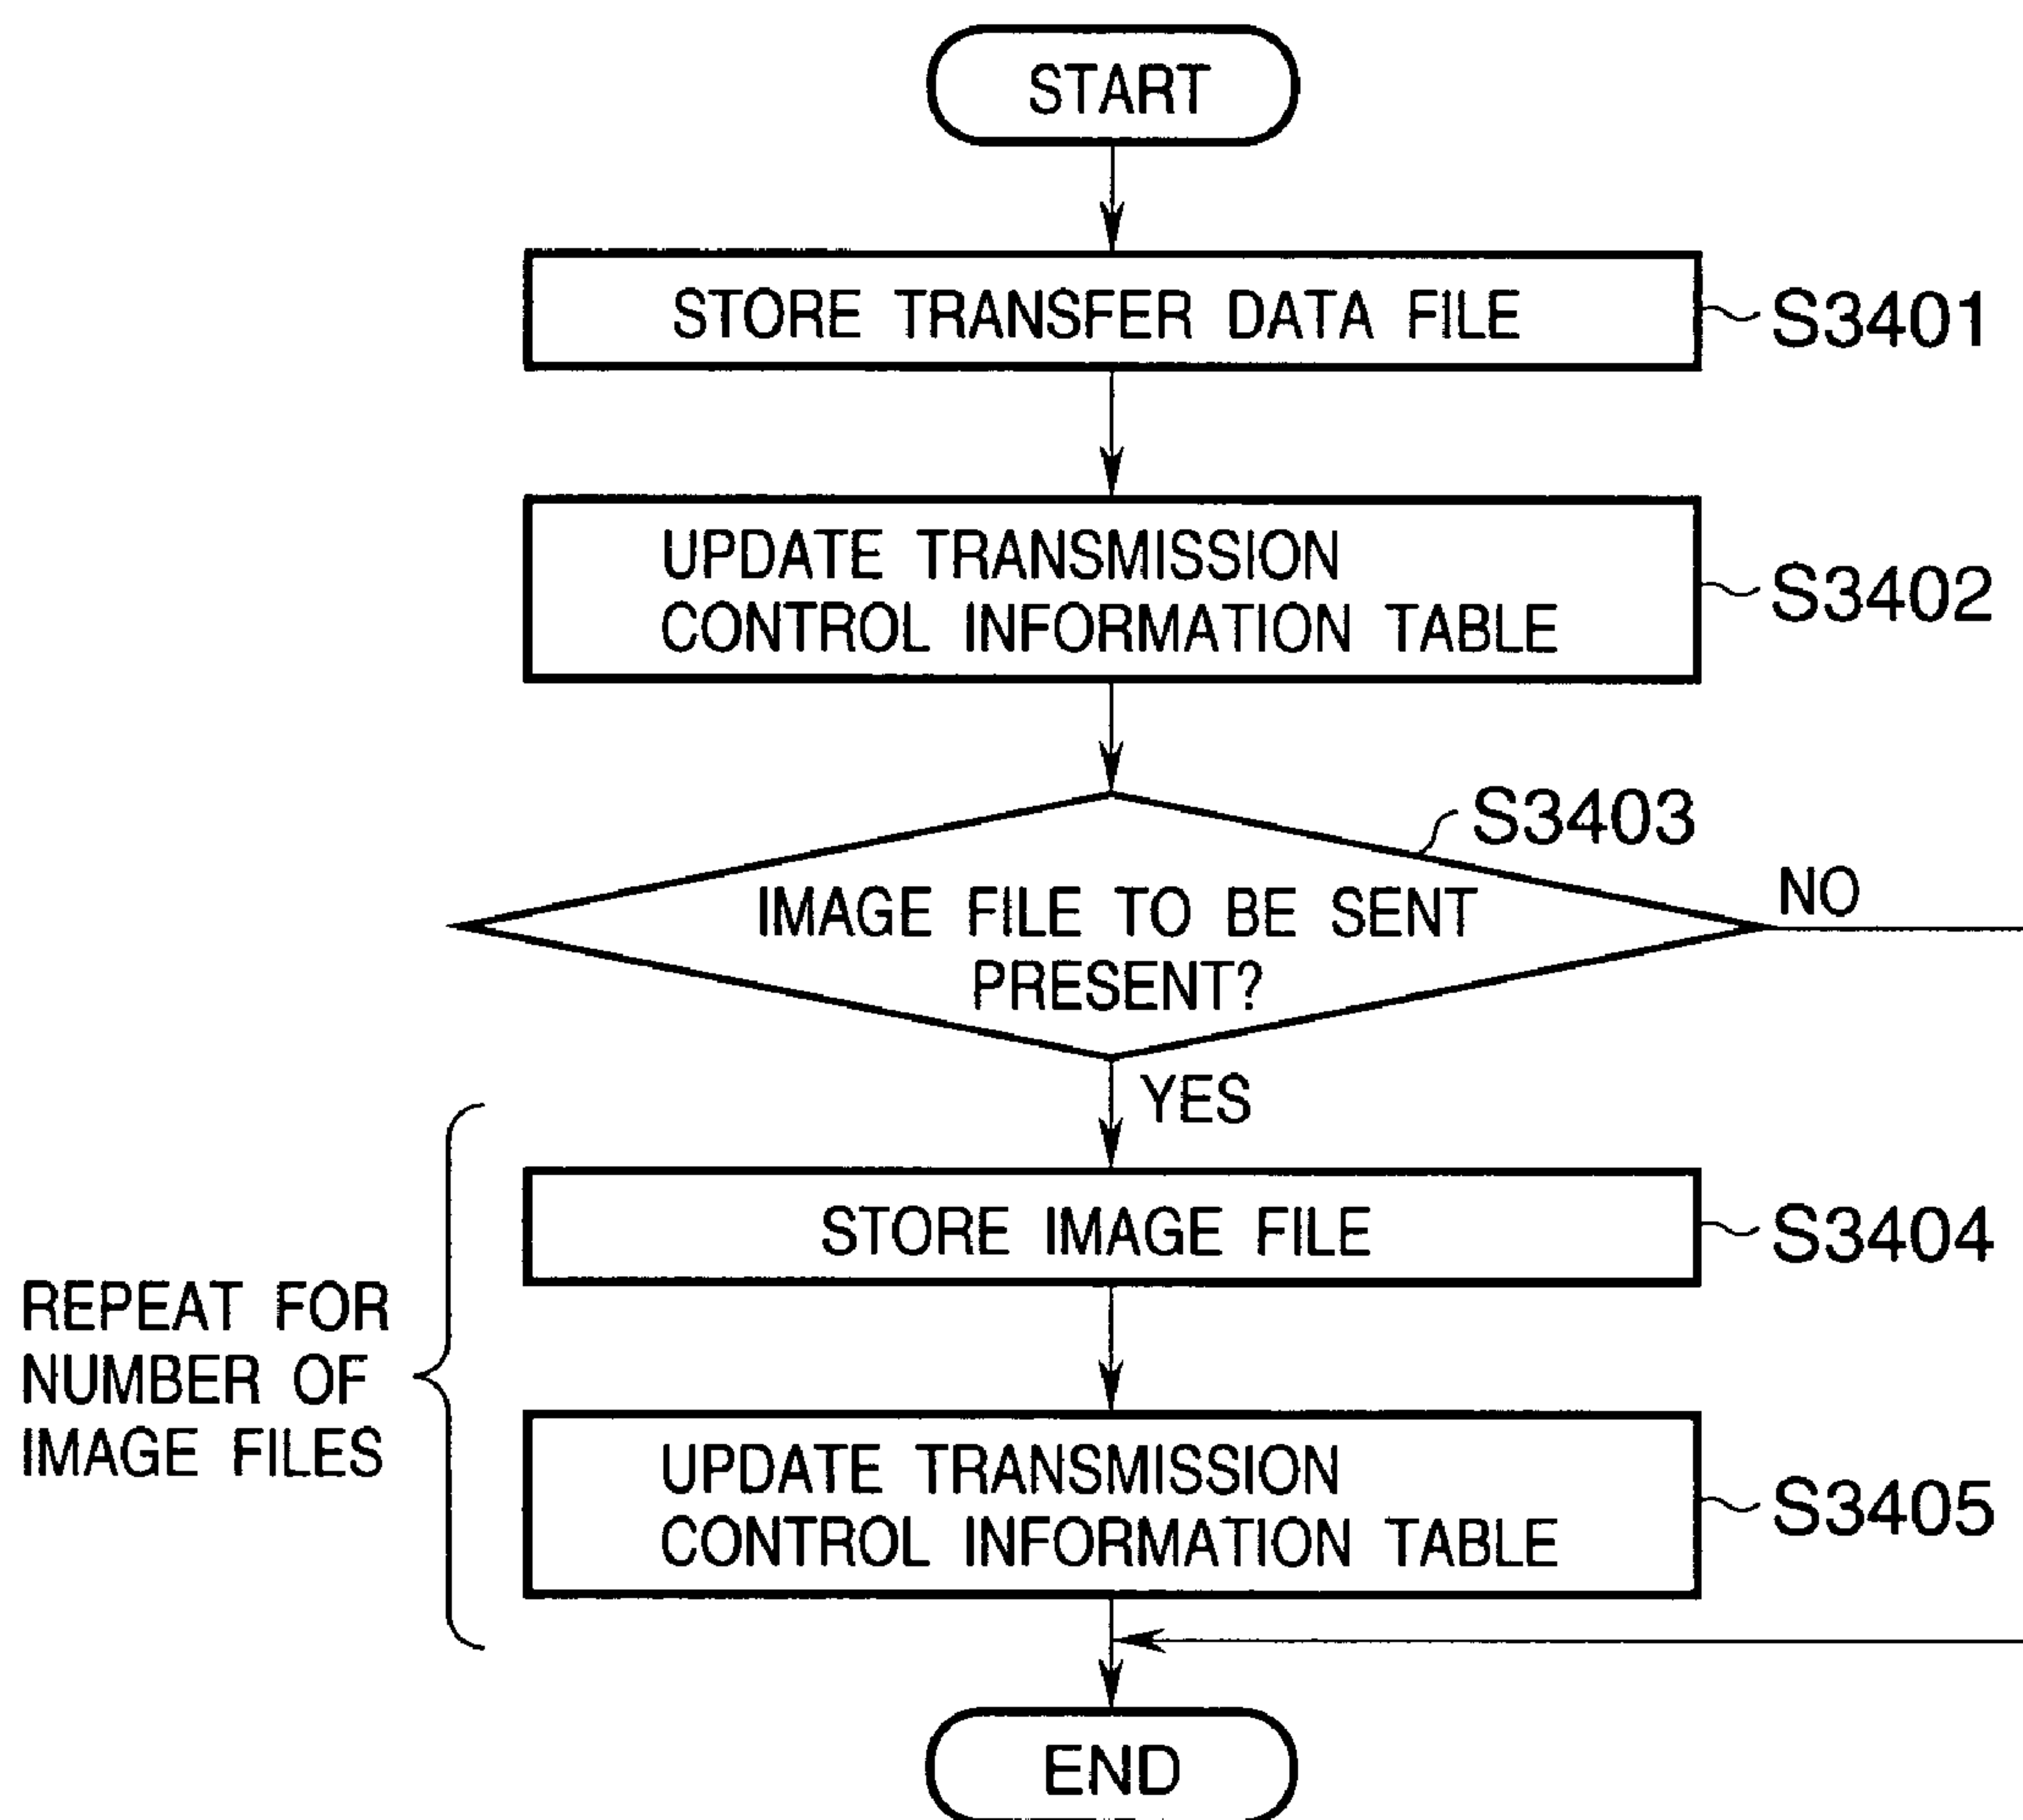 START
STORE TRANSFER DATA FILE
S3401
UPDATE TRANSMISSION
CONTROL INFORMATION TABLE
S3402
S3403
IMAGE FILE TO BE SENT
PRESENT?
NO
YES
STORE IMAGE FILE
S3404
REPEAT FOR
NUMBER OF
IMAGE FILES
UPDATE TRANSMISSION
CONTROL INFORMATION TABLE
S3405
END